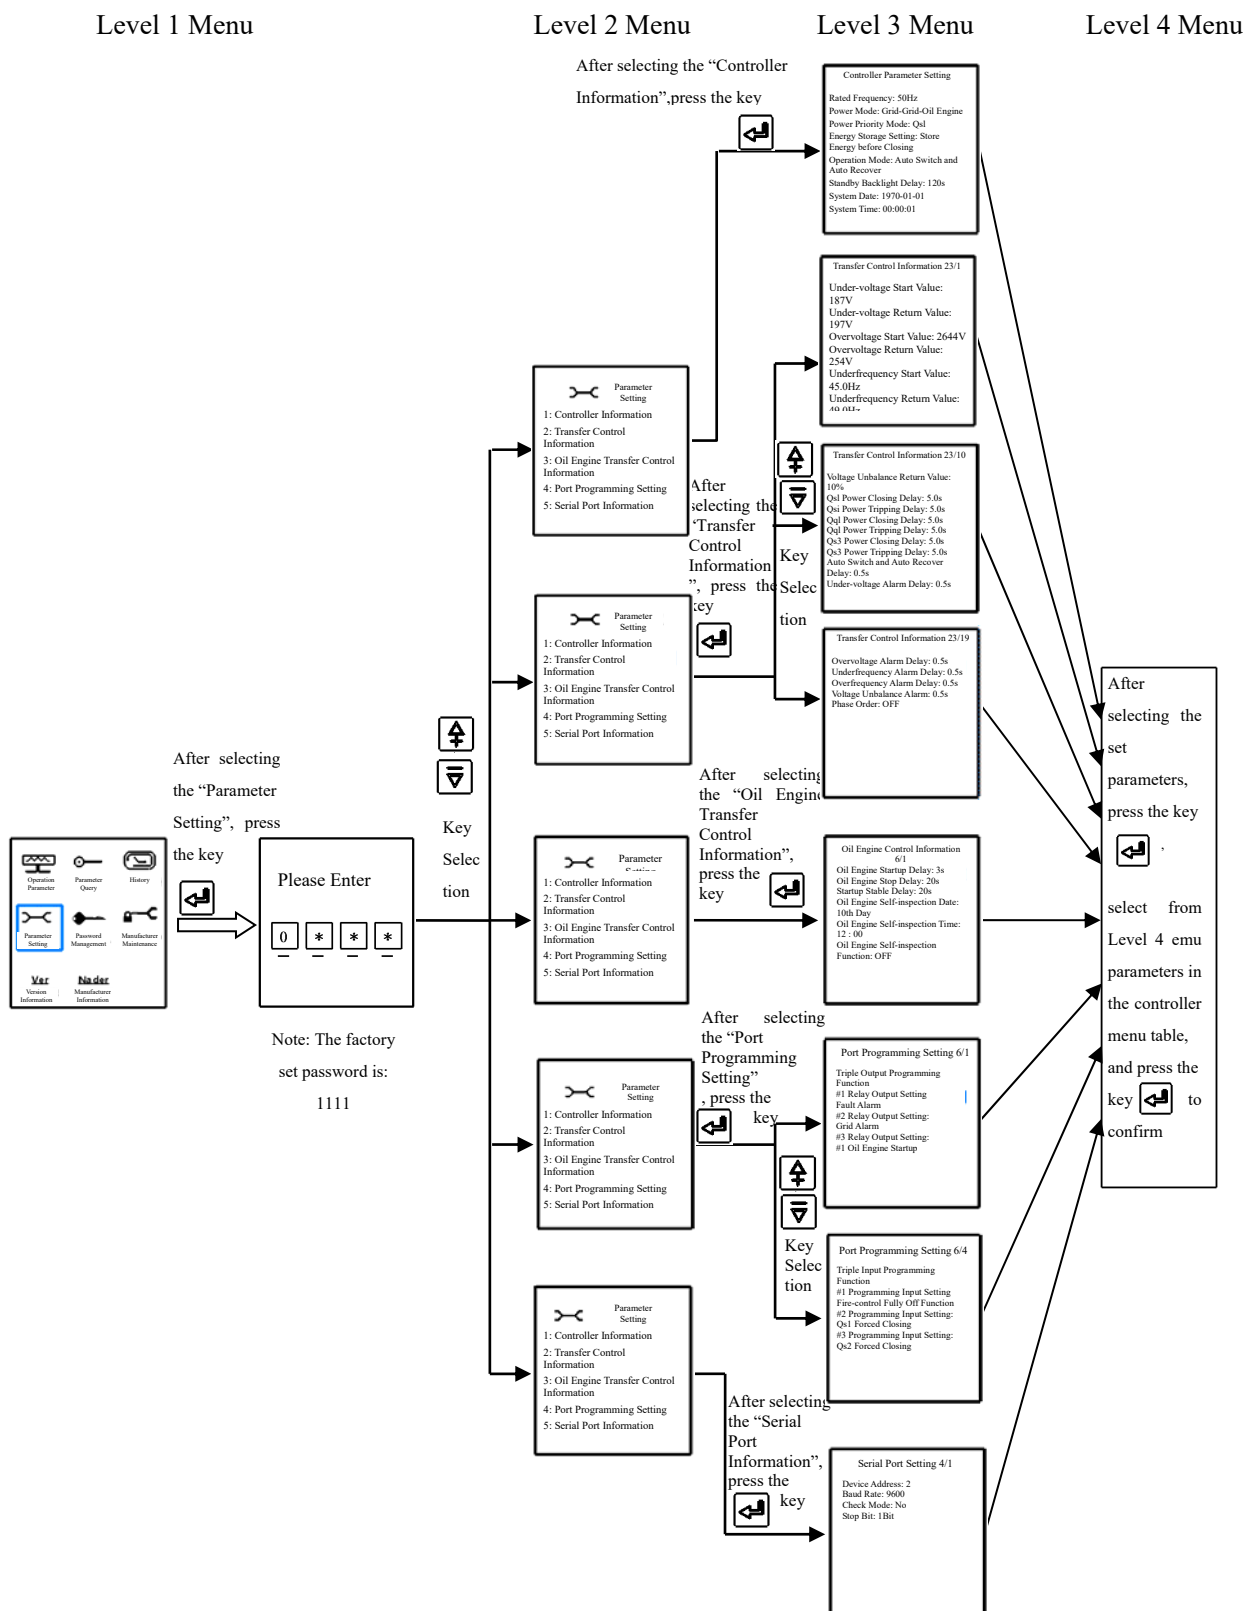 Level 1 Menu
Level 2 Menu
Level 3 Menu
Level 4 Menu
After selecting the “Controller
Information”,press the key
Controller Parameter Setting
Rated Frequency: 50Hz
Power Mode: Grid-Grid-Oil Engine
Power Priority Mode: Qsl
Energy Storage Setting: Store
Energy before Closing
Operation Mode: Auto Switch and
Auto Recover
Standby Backlight Delay: 120s
System Date: 1970-01-01
System Time: 00:00:01
Transfer Control Information 23/1
Under-voltage Start Value:
187V
Under-voltage Return Value:
197V
Overvoltage Start Value: 2644V
Overvoltage Return Value:
254V
Underfrequency Start Value:
45.0Hz
Underfrequency Return Value:
49.0Hz
Parameter
Setting
1: Controller Information
2: Transfer Control
Information
3: Oil Engine Transfer Control
Information
4: Port Programming Setting
5: Serial Port Information
After
selecting the
“Transfer
Control
Information
”, press the
key
Key
Selec
tion
Transfer Control Information 23/10
Voltage Unbalance Return Value:
10%
Qsl Power Closing Delay: 5.0s
Qsi Power Tripping Delay: 5.0s
Qql Power Closing Delay: 5.0s
Qql Power Tripping Delay: 5.0s
Qs3 Power Closing Delay: 5.0s
Qs3 Power Tripping Delay: 5.0s
Auto Switch and Auto Recover
Delay: 0.5s
Under-voltage Alarm Delay: 0.5s
Parameter
Setting
1: Controller Information
2: Transfer Control
Information
3: Oil Engine Transfer Control
Information
4: Port Programming Setting
5: Serial Port Information
Transfer Control Information 23/19
Overvoltage Alarm Delay: 0.5s
Underfrequency Alarm Delay: 0.5s
Overfrequency Alarm Delay: 0.5s
Voltage Unbalance Alarm: 0.5s
Phase Order: OFF
After selecting
the “Parameter
Setting”, press
the key
Operation
Parameter
Parameter
Query
History
Parameter
Setting
Password
Management
Manufacturer
Maintenance
Ver
Version
Information
Nader
Manufacturer
Information
Please Enter
0 * * *
Note: The factory
set password is:
1111
Key
Selec
tion
After selecting
the “Oil Engine
Transfer
Control
Information”,
press the
key
Parameter
Setting
1: Controller Information
2: Transfer Control
Information
3: Oil Engine Transfer Control
Information
4: Port Programming Setting
5: Serial Port Information
Oil Engine Control Information
6/1
Oil Engine Startup Delay: 3s
Oil Engine Stop Delay: 20s
Startup Stable Delay: 20s
Oil Engine Self-inspection Date:
10th Day
Oil Engine Self-inspection Time:
12 : 00
Oil Engine Self-inspection
Function: OFF
After selecting
the “Port
Programming
Setting”
, press the
key
Parameter
Setting
1: Controller Information
2: Transfer Control
Information
3: Oil Engine Transfer Control
Information
4: Port Programming Setting
5: Serial Port Information
Port Programming Setting 6/1
Triple Output Programming
Function
#1 Relay Output Setting
Fault Alarm
#2 Relay Output Setting:
Grid Alarm
#3 Relay Output Setting:
#1 Oil Engine Startup
Key
Selec
tion
Port Programming Setting 6/4
Triple Input Programming
Function
#1 Programming Input Setting
Fire-control Fully Off Function
#2 Programming Input Setting:
Qs1 Forced Closing
#3 Programming Input Setting:
Qs2 Forced Closing
Parameter
Setting
1: Controller Information
2: Transfer Control
Information
3: Oil Engine Transfer Control
Information
4: Port Programming Setting
5: Serial Port Information
After selecting
the “Serial
Port
Information”,
press the
key
Serial Port Setting 4/1
Device Address: 2
Baud Rate: 9600
Check Mode: No
Stop Bit: 1Bit
After
selecting the
set
parameters,
press the key
,
select from
Level 4 emu
parameters in
the controller
menu table,
and press the
key to
confirm